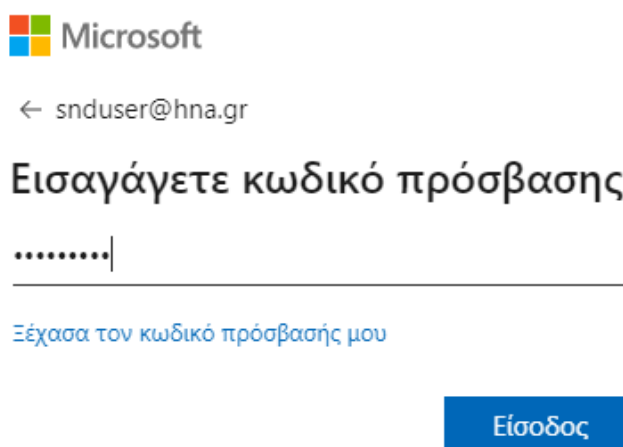 Microsoft
← snduser@hna.gr
Εισαγάγετε κωδικό πρόσβασης
•••••••••
Ξέχασα τον κωδικό πρόσβασής μου
Είσοδος